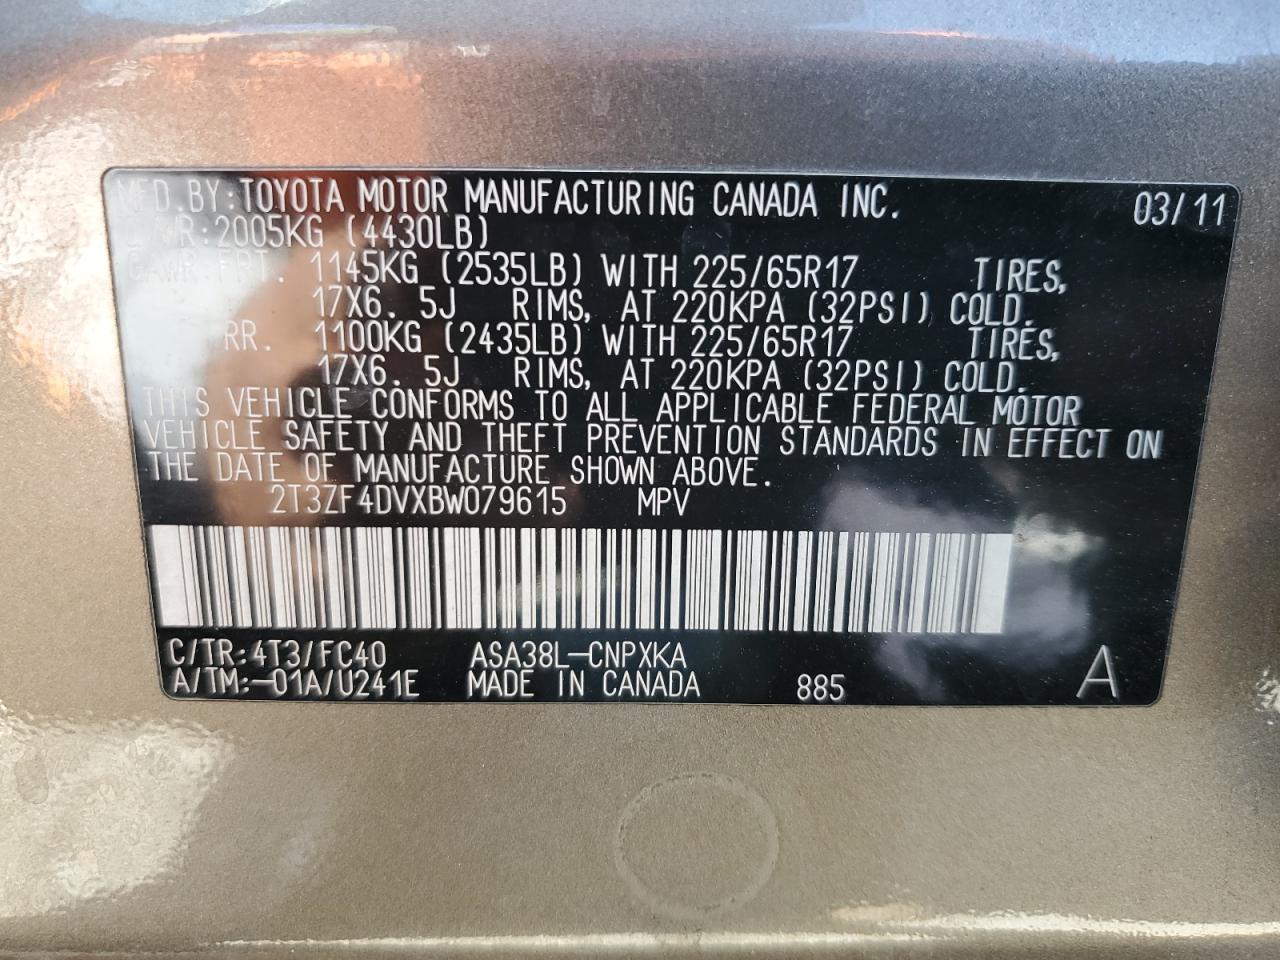 MFD.BY:TOYOTA MOTOR MANUFACTURING CANADA INC. 03/11
GVWR:2005KG (4430LB)
GAWR:FRT. 1145KG (2535LB) WITH 225/65R17 TIRES,
17X6.5J RIMS, AT 220KPA (32PSI) COLD.
RR. 1100KG (2435LB) WITH 225/65R17 TIRES,
17X6.5J RIMS, AT 220KPA (32PSI) COLD.
THIS VEHICLE CONFORMS TO ALL APPLICABLE FEDERAL MOTOR
VEHICLE SAFETY AND THEFT PREVENTION STANDARDS IN EFFECT ON
THE DATE OF MANUFACTURE SHOWN ABOVE.
2T3ZF4DVXBW079615 MPV
C/TR:4T3/FC40 ASA38L-CNPXKA
A/TM:-01A/U241E MADE IN CANADA 885 A